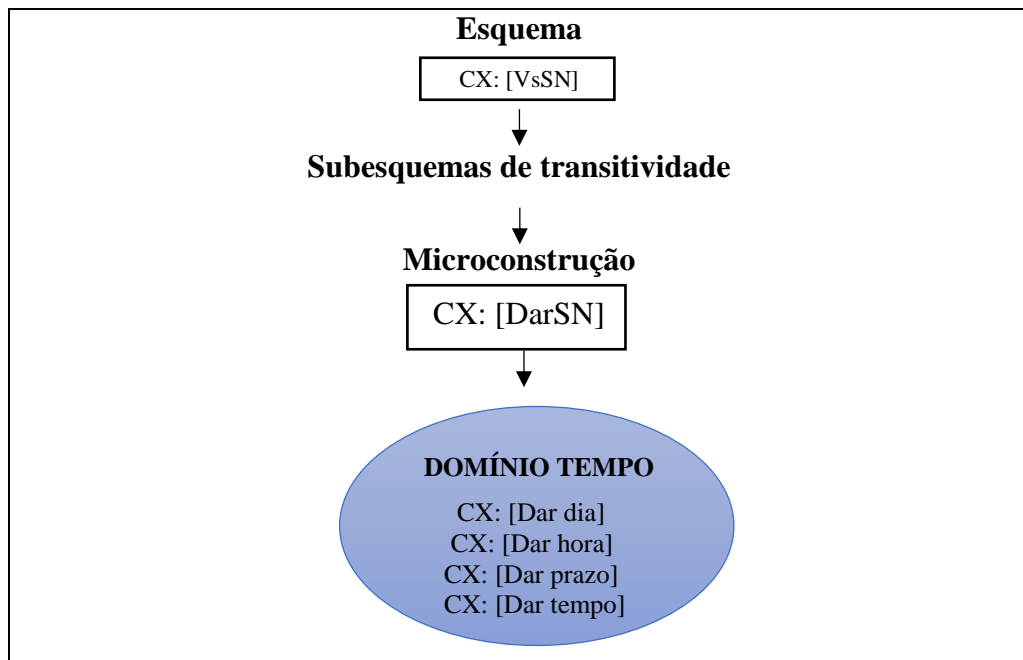 Esquema
CX: [VsSN]
Subesquemas de transitividade
Microconstrução
CX: [DarSN]
DOMÍNIO TEMPO
CX: [Dar dia]
CX: [Dar hora]
CX: [Dar prazo]
CX: [Dar tempo]